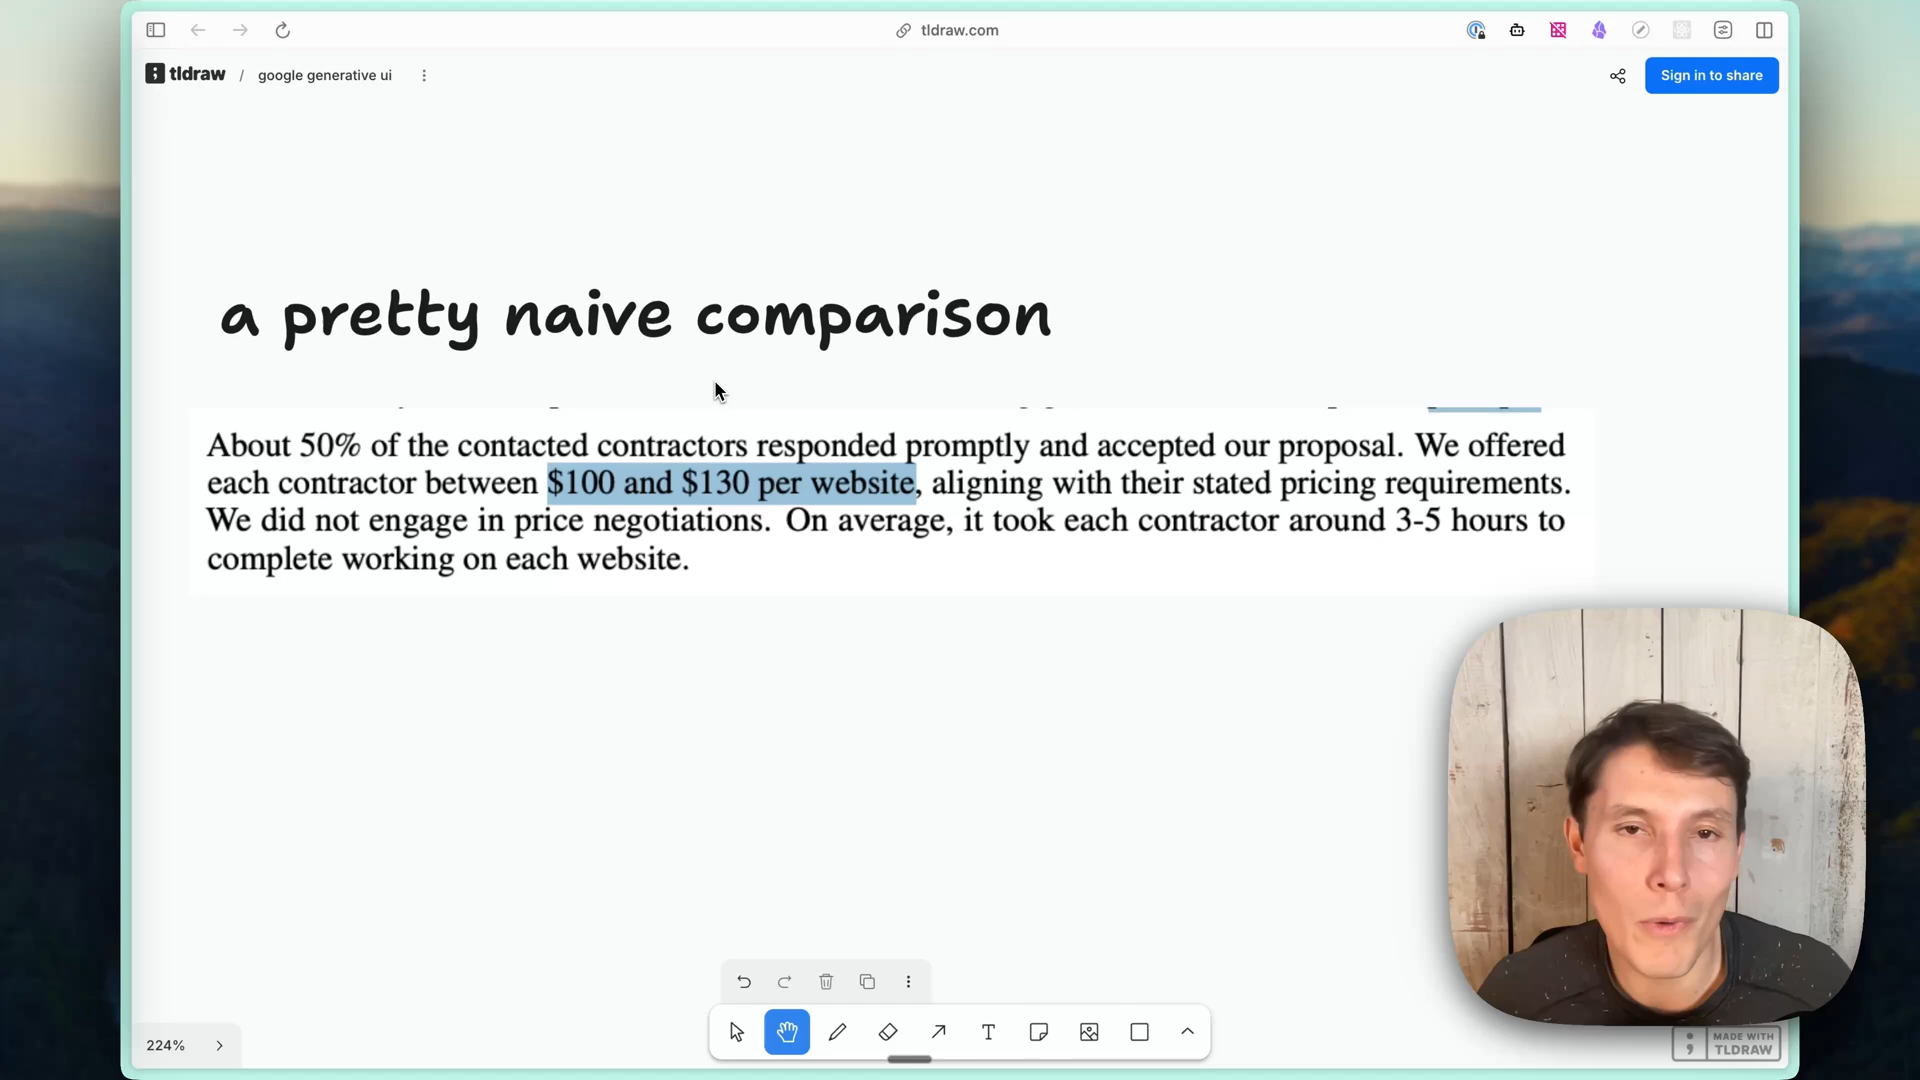 tldraw.com
tldraw / google generative ui
Sign in to share
a pretty naive comparison
About 50% of the contacted contractors responded promptly and accepted our proposal. We offered
each contractor between $100 and $130 per website, aligning with their stated pricing requirements.
We did not engage in price negotiations. On average, it took each contractor around 3-5 hours to
complete working on each website.
224%
MADE WITH
TLDRAW